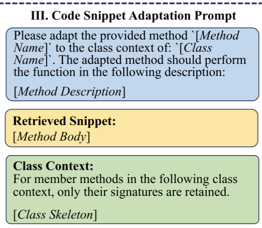 III. Code Snippet Adaptation Prompt
Please adapt the provided method `[Method
Name]` to the class context of: `[Class
Name]`. The adapted method should perform
the function in the following description:
[Method Description]
Retrieved Snippet:
[Method Body]
Class Context:
For member methods in the following class
context, only their signatures are retained.
[Class Skeleton]